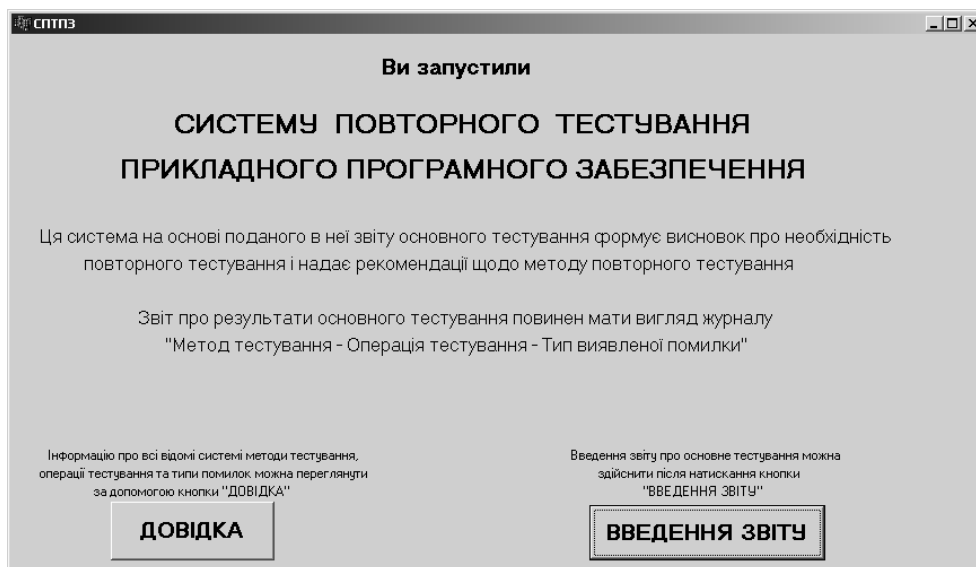 СПТПЗ
Ви запустили
СИСТЕМУ ПОВТОРНОГО ТЕСТУВАННЯ
ПРИКЛАДНОГО ПРОГРАМНОГО ЗАБЕЗПЕЧЕННЯ
Ця система на основі поданого в неї звіту основного тестування формує висновок про необхідність
повторного тестування і надає рекомендації щодо методу повторного тестування
Звіт про результати основного тестування повинен мати вигляд журналу
"Метод тестування - Операція тестування - Тип виявленої помилки"
Інформацію про всі відомі системі методи тестування,
операції тестування та типи помилок можна переглянути
за допомогою кнопки "ДОВІДКА"
ДОВІДКА
Введення звіту про основне тестування можна
здійснити після натискання кнопки
"ВВЕДЕННЯ ЗВІТУ"
ВВЕДЕННЯ ЗВІТУ